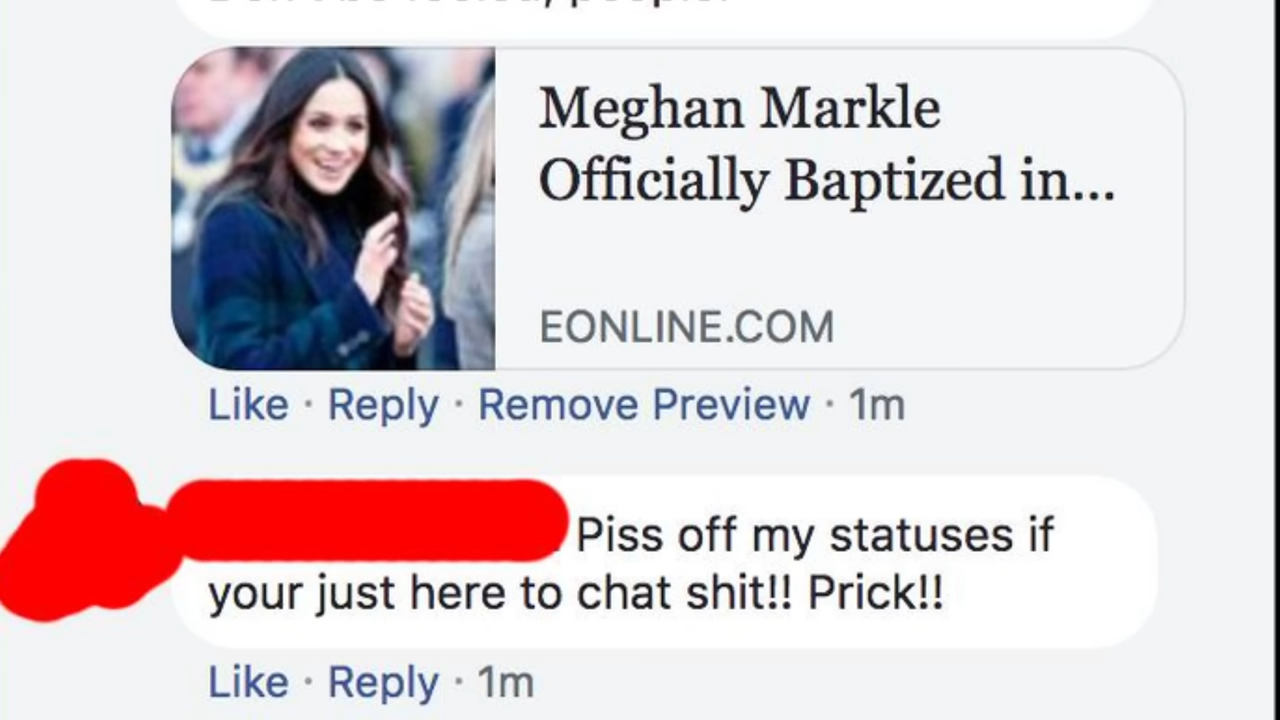 Meghan Markle
Officially Baptized in...
EONLINE.COM
Like · Reply · Remove Preview · 1m
Piss off my statuses if
your just here to chat shit!! Prick!!
Like · Reply · 1m